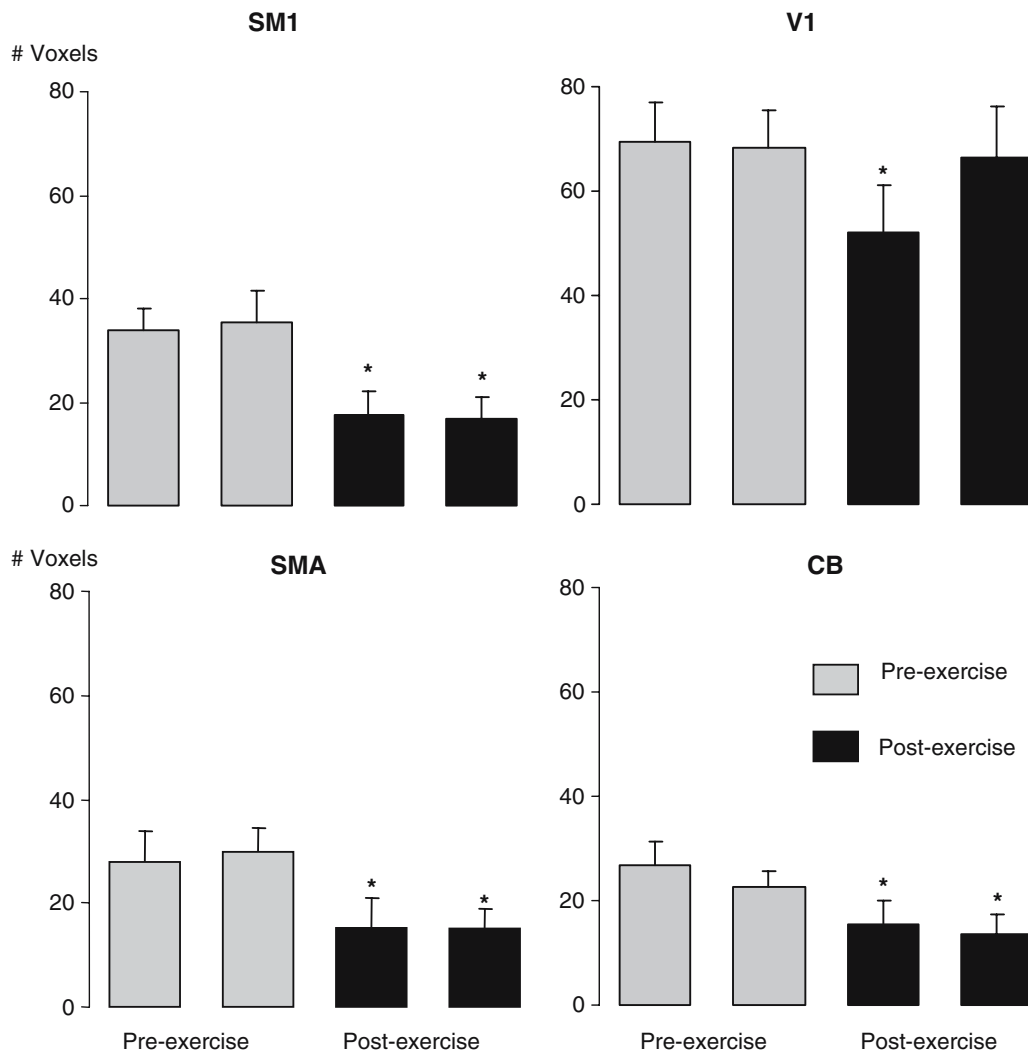 SM1
# Voxels
80
60
40
20
0
*
*
V1
80
60
40
20
0
*
SMA
# Voxels
80
60
40
20
0
*
*
Pre-exercise
Post-exercise
CB
80
60
40
20
0
*
*
Pre-exercise
Post-exercise
Pre-exercise
Post-exercise